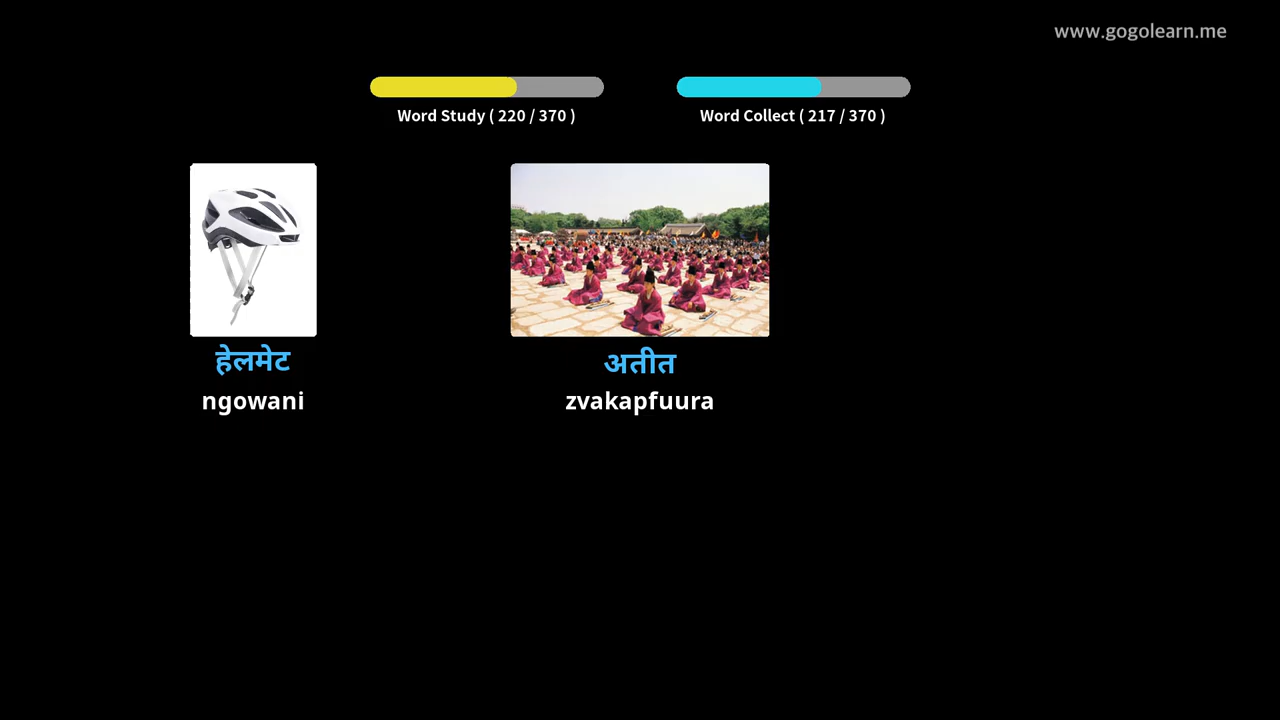 www.gogolearn.me
Word Study ( 220 / 370 )
Word Collect ( 217 / 370 )
हेलमेट
ngowani
अतीत
zvakapfuura